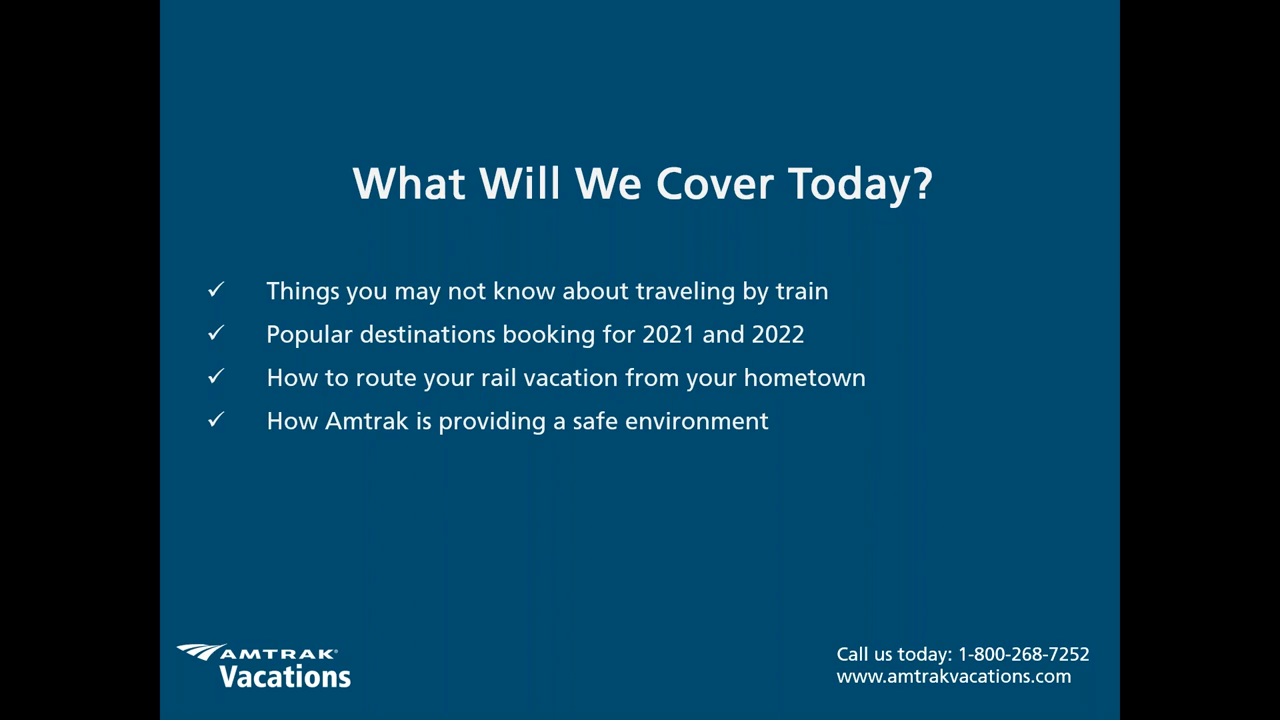 What Will We Cover Today?
✓ Things you may not know about traveling by train
✓ Popular destinations booking for 2021 and 2022
✓ How to route your rail vacation from your hometown
✓ How Amtrak is providing a safe environment
AMTRAK®
Vacations
Call us today: 1-800-268-7252
www.amtrakvacations.com